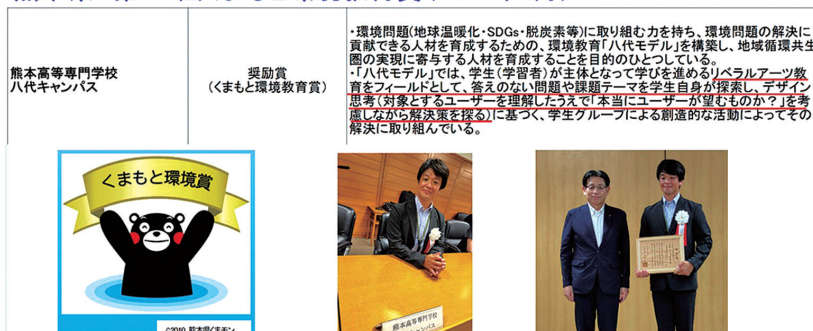 熊本高等専門学校
八代キャンパス
奨励賞
(くまもと環境教育賞)
・環境問題(地球温暖化・SDGs・脱炭素等)に取り組む力を持ち、環境問題の解決に
貢献できる人材を育成するための、環境教育「八代モデル」を構築し、地域循環共生
圏の実現に寄与する人材を育成することを目的のひとつしている。
・「八代モデル」では、学生(学習者)が主体となって学びを進めるリベラルアーツ教
育をフィールドとして、答えのない問題や課題テーマを学生自身が探索し、デザイン
思考(対象とするユーザーを理解したうえで「本当にユーザーが望むものか?」を考
慮しながら解決策を探る)に基づく、学生グループによる創造的な活動によってその
解決に取り組んでいる。
くまもと環境賞
©2010 熊本県くまモン
熊本高等専門学校
キャンパス